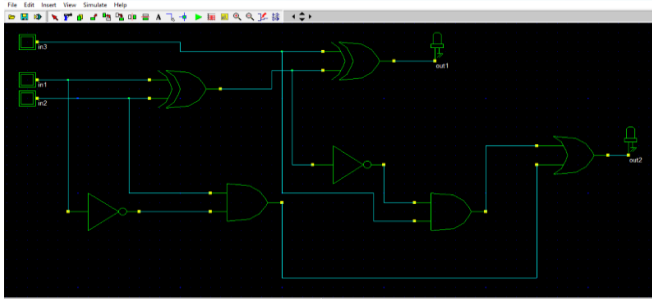 File Edit Insert View Simulate Help
A
in3
out1
in1
in2
out2